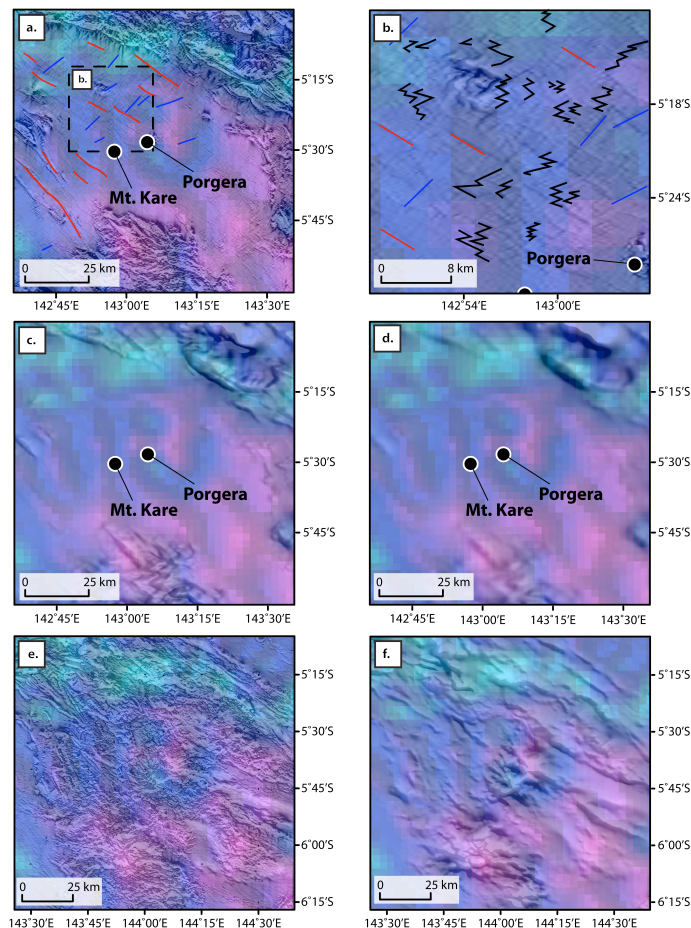 a.
b.
Mt. Kare
Porgera
0 25 km
5°15'S
5°30'S
5°45'S
142°45'E 143°00'E 143°15'E 143°30'E
b.
Porgera
0 8 km
5°18'S
5°24'S
142°54'E 143°00'E
c.
Mt. Kare
Porgera
0 25 km
5°15'S
5°30'S
5°45'S
142°45'E 143°00'E 143°15'E 143°30'E
d.
Mt. Kare
Porgera
0 25 km
5°15'S
5°30'S
5°45'S
142°45'E 143°00'E 143°15'E 143°30'E
e.
0 25 km
5°15'S
5°30'S
5°45'S
6°00'S
6°15'S
143°30'E 143°45'E 144°00'E 144°15'E 144°30'E
f.
0 25 km
5°15'S
5°30'S
5°45'S
6°00'S
6°15'S
143°30'E 143°45'E 144°00'E 144°15'E 144°30'E